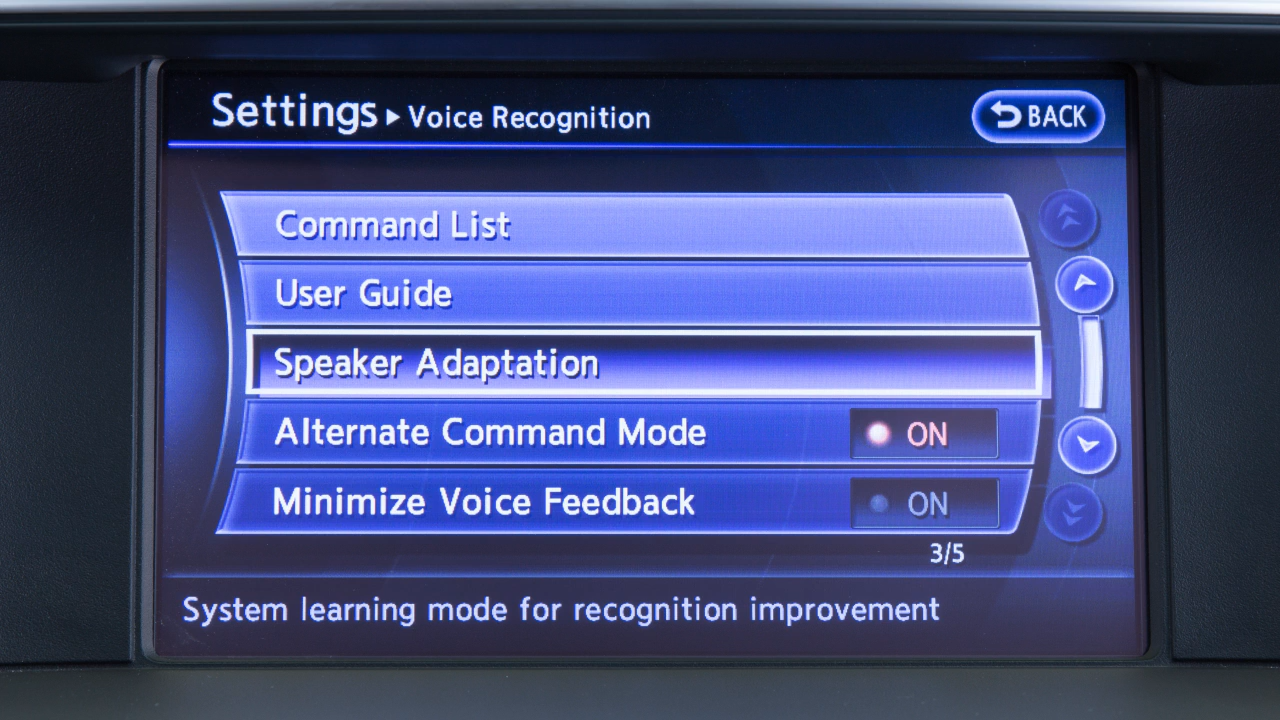 Settings ▸ Voice Recognition
BACK
Command List
User Guide
Speaker Adaptation
Alternate Command Mode ON
Minimize Voice Feedback ON
3/5
System learning mode for recognition improvement